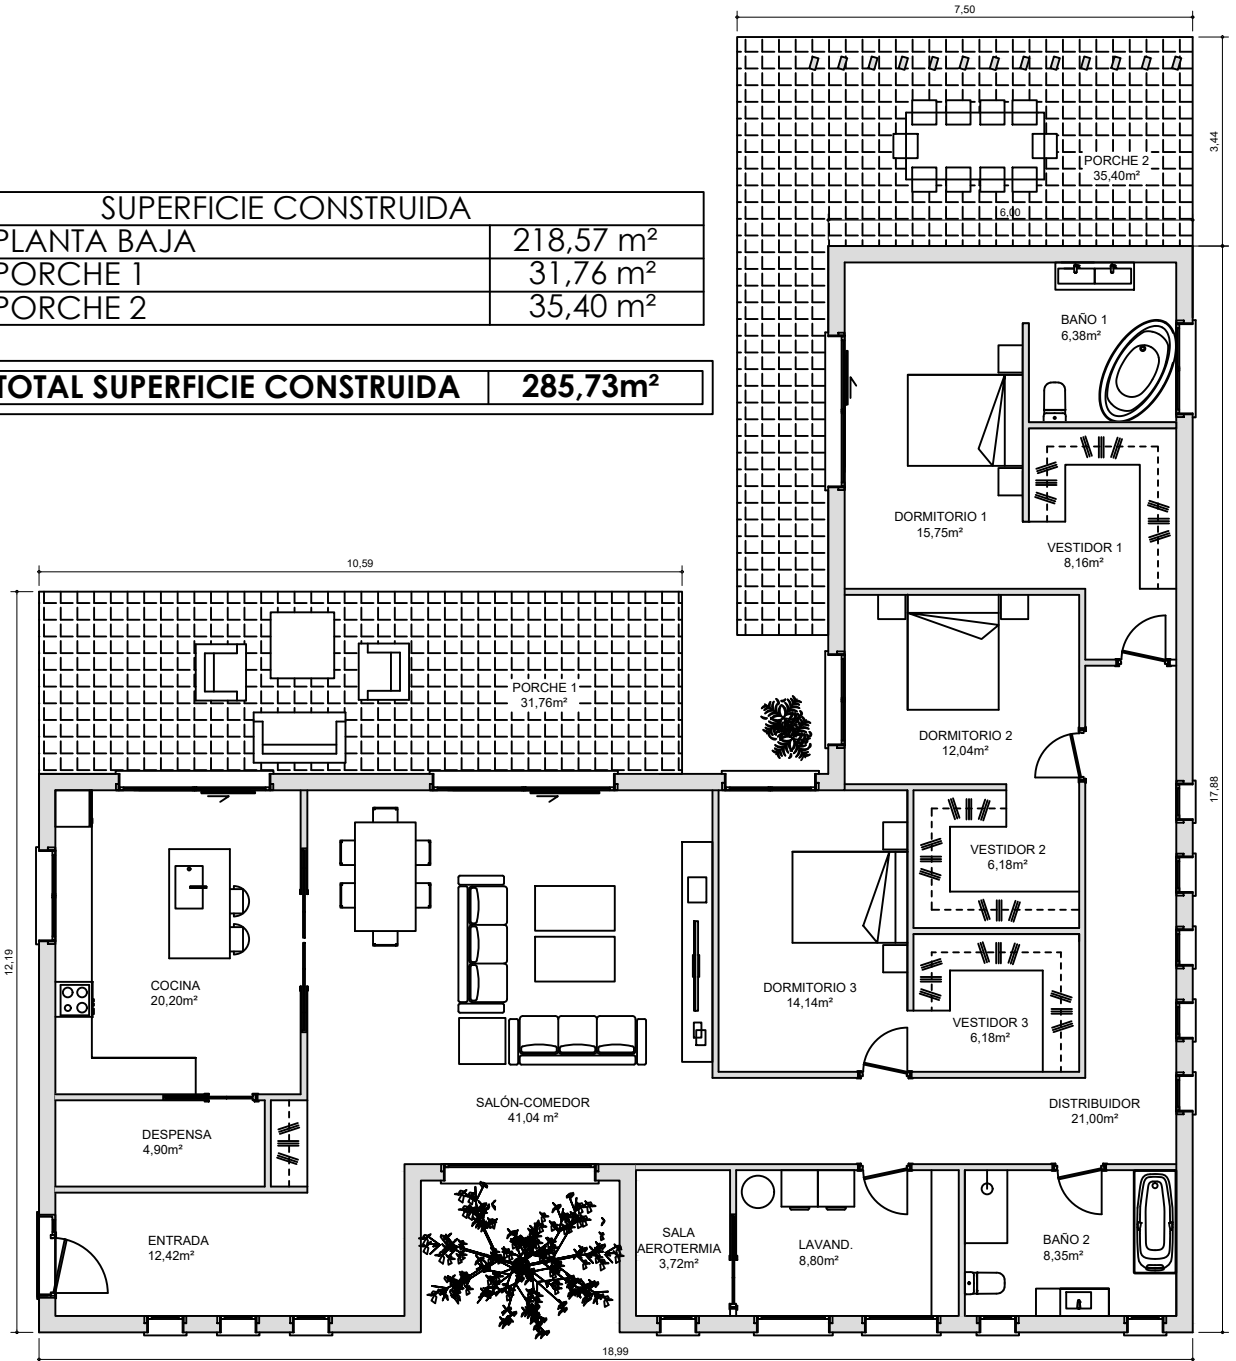 7,50
3,44
PORCHE 2
35,40m²
6,00
SUPERFICIE CONSTRUIDA
PLANTA BAJA 218,57 m²
PORCHE 1 31,76 m²
PORCHE 2 35,40 m²
TOTAL SUPERFICIE CONSTRUIDA 285,73m²
BAÑO 1
6,38m²
DORMITORIO 1
15,75m²
VESTIDOR 1
8,16m²
10,59
PORCHE 1
31,76m²
DORMITORIO 2
12,04m²
17,88
VESTIDOR 2
6,18m²
12,19
COCINA
20,20m²
DORMITORIO 3
14,14m²
VESTIDOR 3
6,18m²
SALÓN-COMEDOR
41,04 m²
DISTRIBUIDOR
21,00m²
DESPENSA
4,90m²
ENTRADA
12,42m²
SALA
AEROTERMIA
3,72m²
LAVAND.
8,80m²
BAÑO 2
8,35m²
18,99